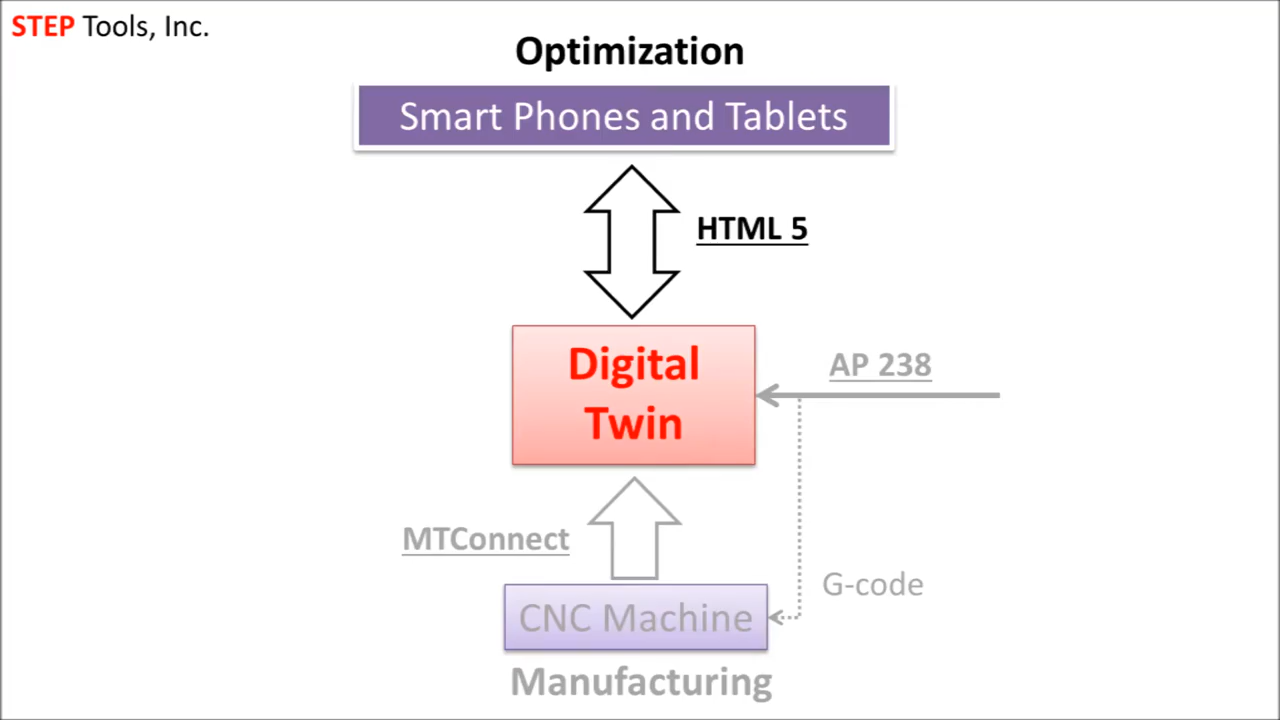 STEP Tools, Inc.
Optimization
Smart Phones and Tablets
HTML 5
Digital
Twin
AP 238
MTConnect
G-code
CNC Machine
Manufacturing